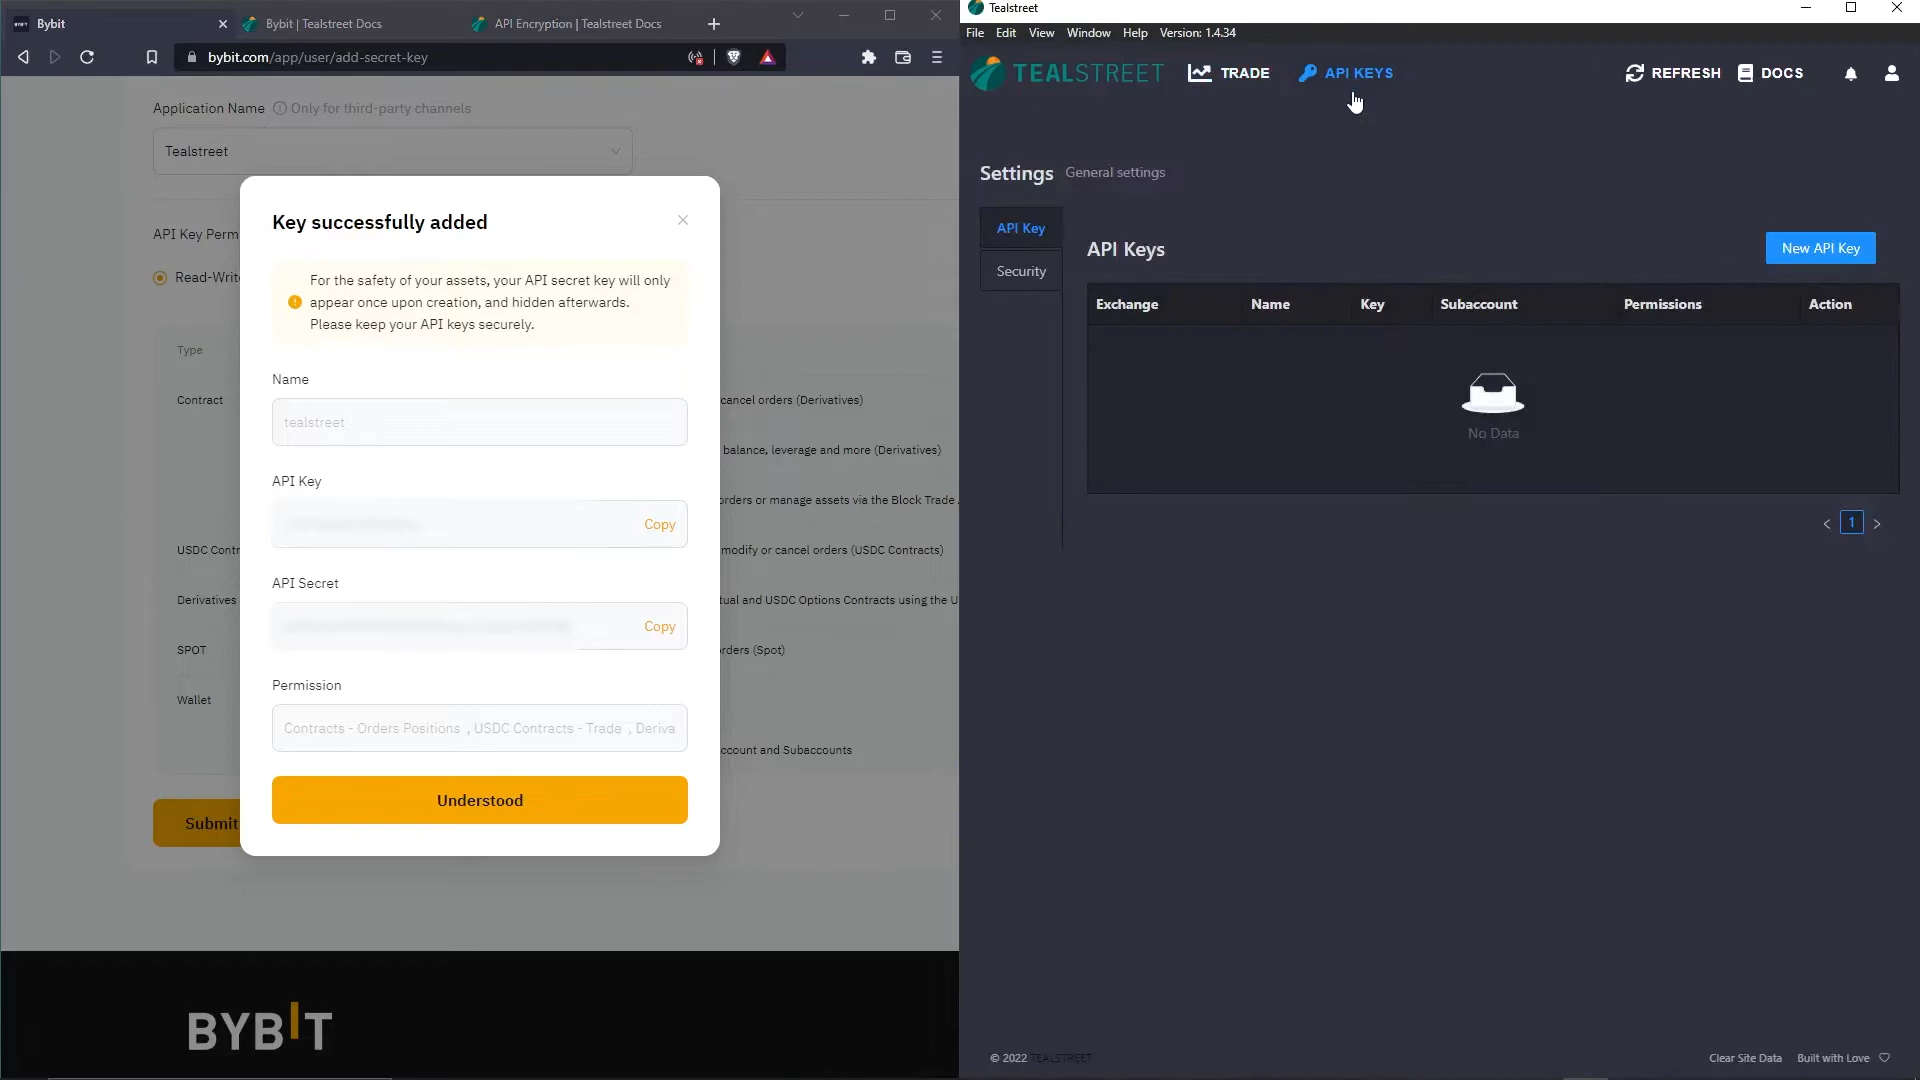 Bybit
Bybit | Tealstreet Docs
API Encryption | Tealstreet Docs
bybit.com/app/user/add-secret-key
Application Name
Only for third-party channels
Tealstreet
API Key Perm
Read-Write
Type
Contract
cancel orders (Derivatives)
balance, leverage and more (Derivatives)
orders or manage assets via the Block Trade
USDC Contr
modify or cancel orders (USDC Contracts)
Derivatives
tual and USDC Options Contracts using the U
SPOT
orders (Spot)
Wallet
ccount and Subaccounts
Submit
Key successfully added
For the safety of your assets, your API secret key will only
appear once upon creation, and hidden afterwards.
Please keep your API keys securely.
Name
tealstreet
API Key
Copy
API Secret
Copy
Permission
Contracts - Orders Positions , USDC Contracts - Trade , Deriva
Understood
BYBIT
Tealstreet
File Edit View Window Help Version: 1.4.34
TEALSTREET
TRADE
API KEYS
REFRESH
DOCS
Settings
General settings
API Key
Security
API Keys
New API Key
Exchange Name Key Subaccount Permissions Action
No Data
< 1 >
© 2022 TEALSTREET
Clear Site Data
Built with Love